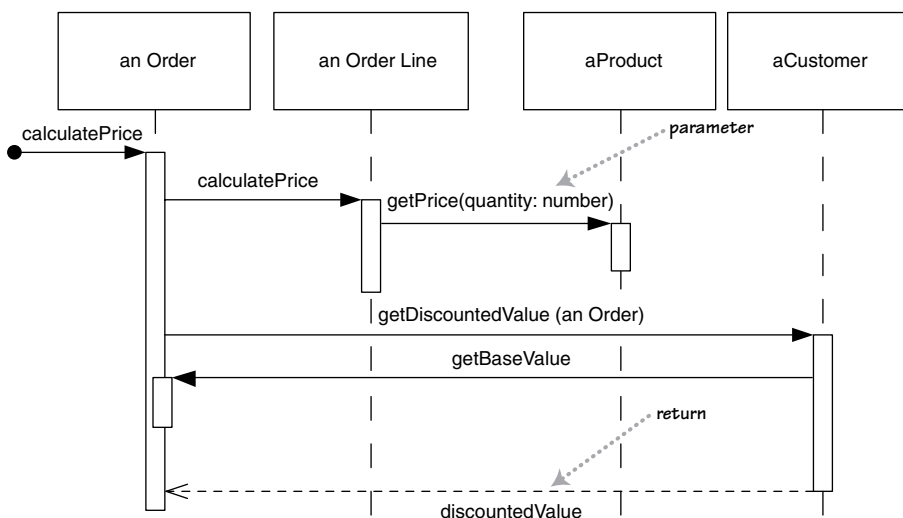 an Order
an Order Line
aProduct
aCustomer
calculatePrice
parameter
calculatePrice
getPrice(quantity: number)
getDiscountedValue (an Order)
getBaseValue
return
discountedValue